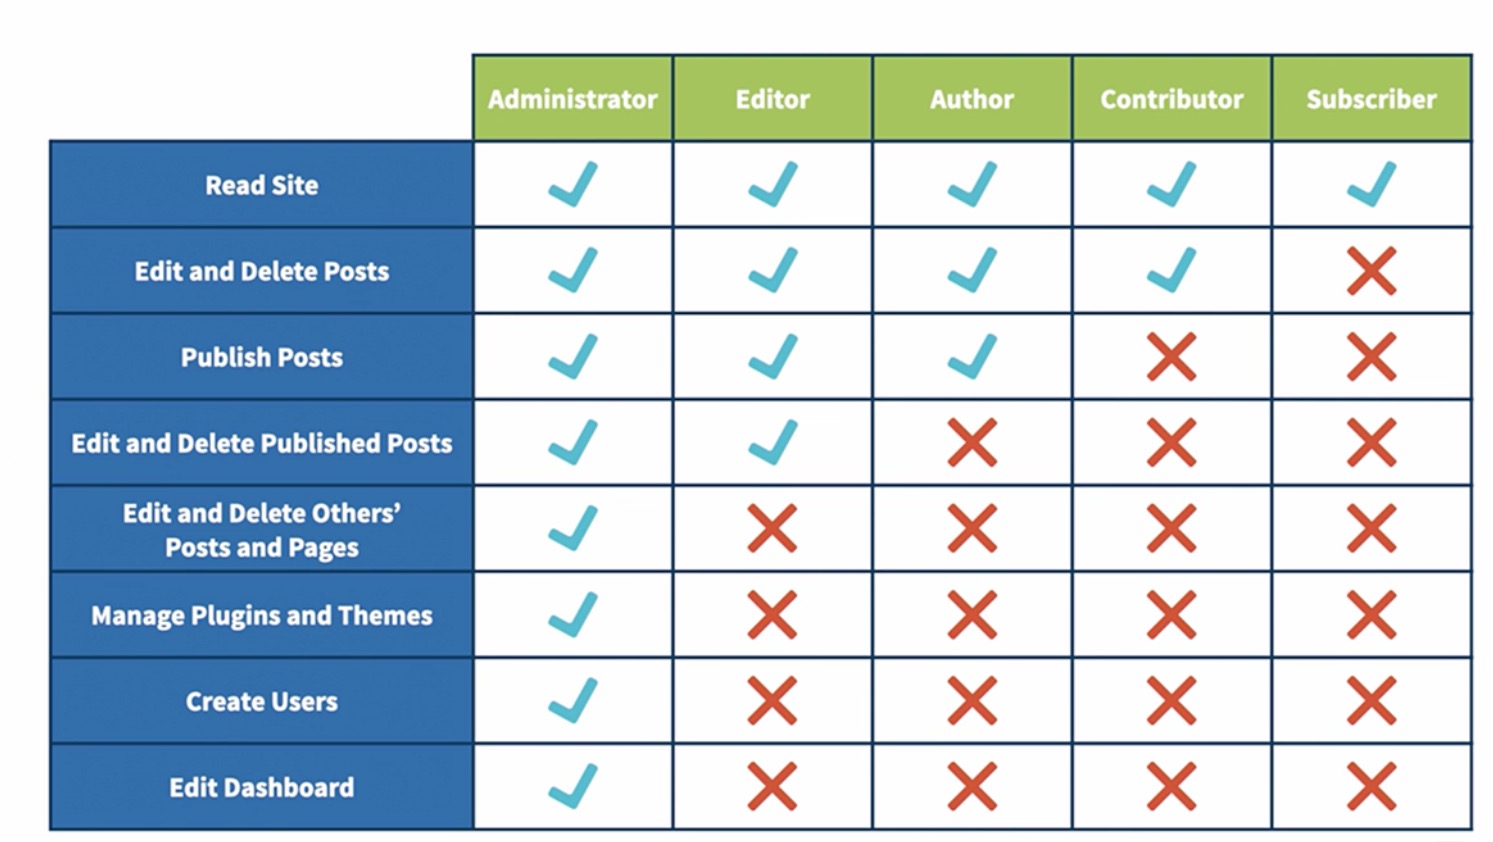 Administrator Editor Author Contributor Subscriber
Read Site
Edit and Delete Posts
Publish Posts
Edit and Delete Published Posts
Edit and Delete Others’
Posts and Pages
Manage Plugins and Themes
Create Users
Edit Dashboard